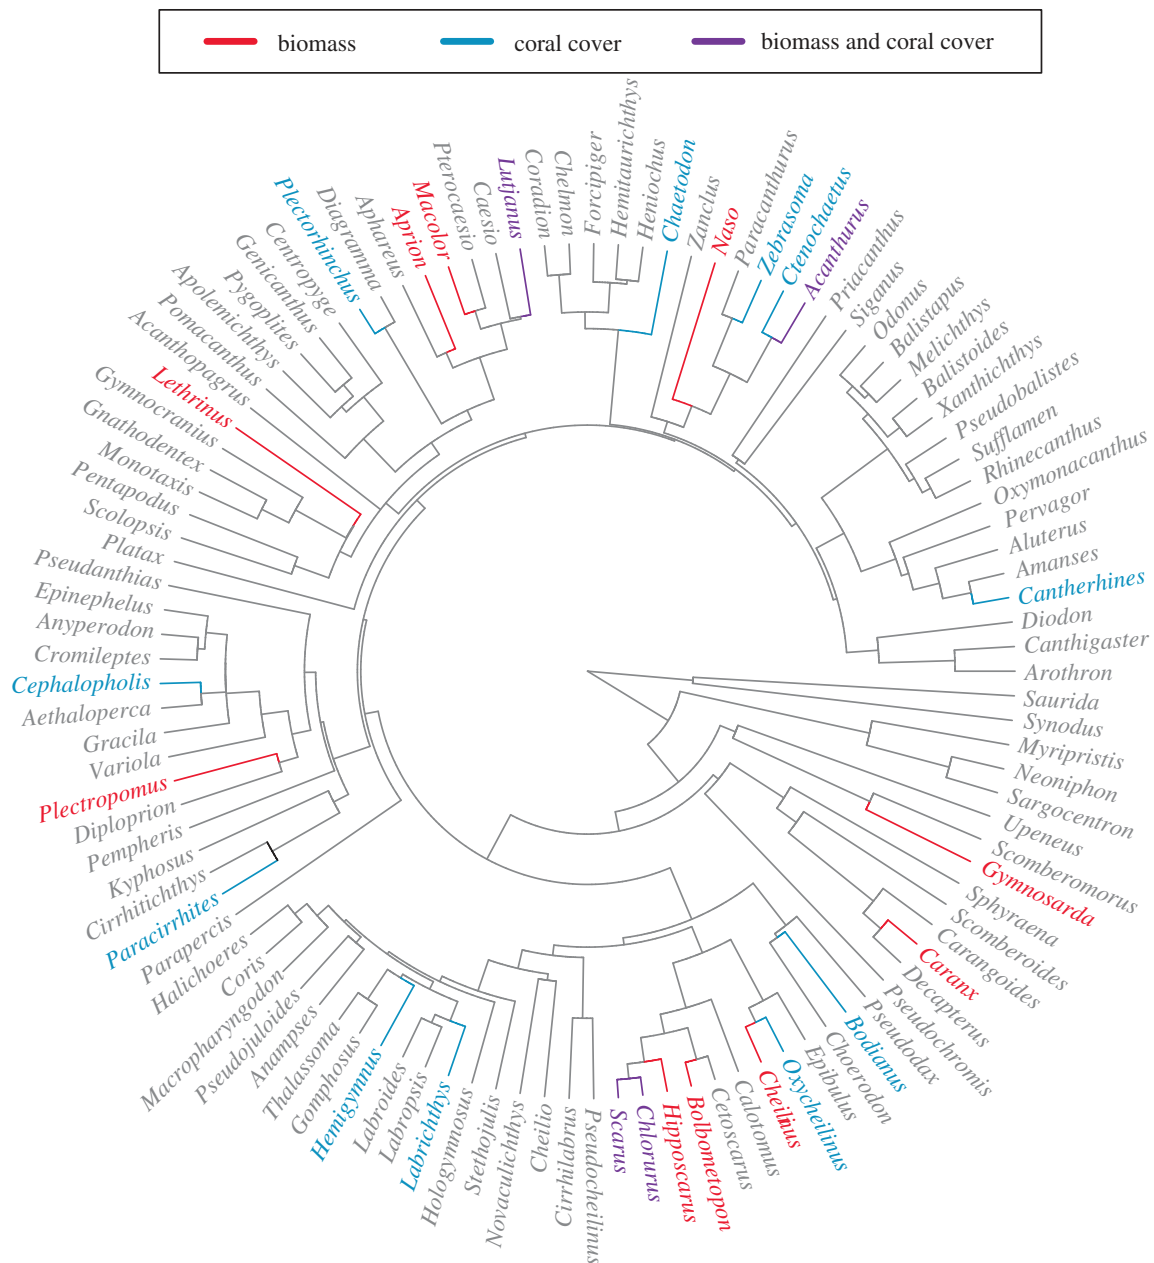 biomass
coral cover
biomass and coral cover
Pterocaesio
Caesio
Lutjanus
Coradion
Chelmon
Forcipiger
Hemitaurichthys
Heniochus
Chaetodon
Zanclus
Naso
Paracanthurus
Zebrasoma
Ctenochaetus
Acanthurus
Priacanthus
Siganus
Odonus
Balistapus
Melichthys
Balistoides
Xanthichthys
Pseudobalistes
Sufflamen
Rhinecanthus
Oxymonacanthus
Pervagor
Aluterus
Amanses
Cantherhines
Diodon
Canthigaster
Arothron
Saurida
Synodus
Myripristis
Neoniphon
Sargocentron
Upeneus
Scomberomorus
Gymnosarda
Sphyraena
Scomberoides
Carangoides
Caranx
Decapterus
Pseudochromis
Pseudodax
Bodianus
Choerodon
Epibulus
Oxycheilinus
Cheilinus
Calotomus
Cetoscarus
Bolbometopon
Hipposcarus
Chlorurus
Scarus
Pseudocheilinus
Cirrhilabrus
Cheilio
Novaculichthys
Stethojulis
Hologymnosus
Labrichthys
Labropsis
Labroides
Hemigymnus
Gomphosus
Thalassoma
Anampses
Pseudojuloides
Macropharyngodon
Coris
Halichoeres
Parapercis
Paracirrhites
Cirrhitichthys
Kyphosus
Pempheris
Diploprion
Plectropomus
Variola
Gracila
Aethaloperca
Cephalopholis
Cromileptes
Anyperodon
Epinephelus
Pseudanthias
Platax
Scolopsis
Pentapodus
Monotaxis
Gnathodentex
Gymnocranius
Lethrinus
Acanthopagrus
Pomacanthus
Apolemichthys
Pygoplites
Genicanthus
Centropyge
Plectorhinchus
Diagramma
Aphareus
Aprion
Macolor